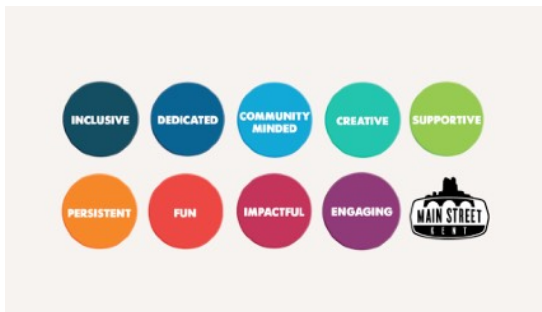 INCLUSIVE
DEDICATED
COMMUNITY
MINDED
CREATIVE
SUPPORTIVE
PERSISTENT
FUN
IMPACTFUL
ENGAGING
MAIN STREET
KENT